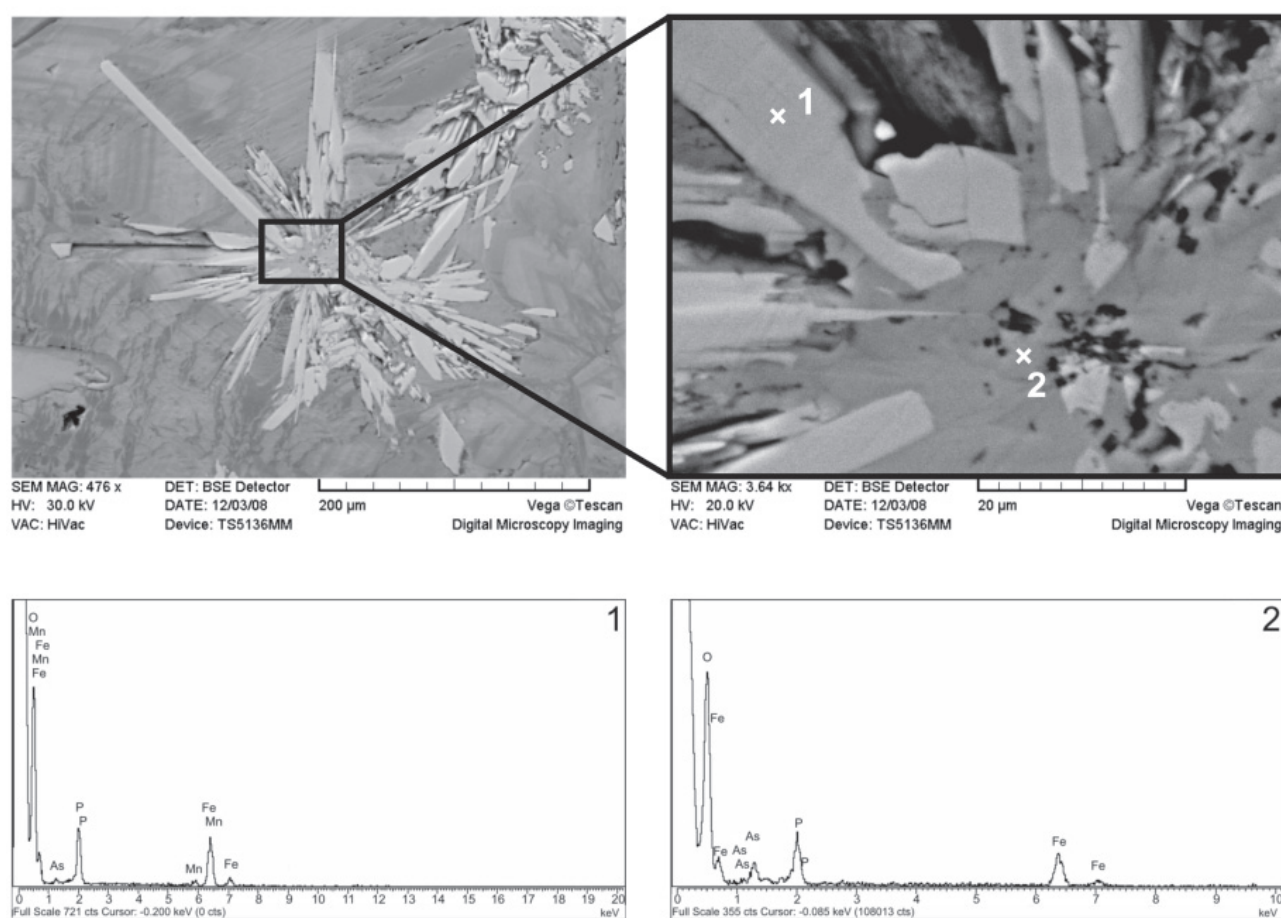 1
2
SEM MAG: 476 x DET: BSE Detector
HV: 30.0 kV DATE: 12/03/08 200 µm Vega ©Tescan
VAC: HiVac Device: TS5136MM Digital Microscopy Imaging
SEM MAG: 3.64 kx DET: BSE Detector
HV: 20.0 kV DATE: 12/03/08 20 µm Vega ©Tescan
VAC: HiVac Device: TS5136MM Digital Microscopy Imaging
1
O
Mn
Fe
Mn
Fe
P
P
As
Fe
Mn
Mn
Fe
0 1 2 3 4 5 6 7 8 9 10 11 12 13 14 15 16 17 18 19 20
Full Scale 721 cts Cursor: -0.200 keV (0 cts) keV
2
O
Fe
Fe
As
As
As
P
P
Fe
Fe
0 1 2 3 4 5 6 7 8 9 10
Full Scale 355 cts Cursor: -0.085 keV (108013 cts) keV